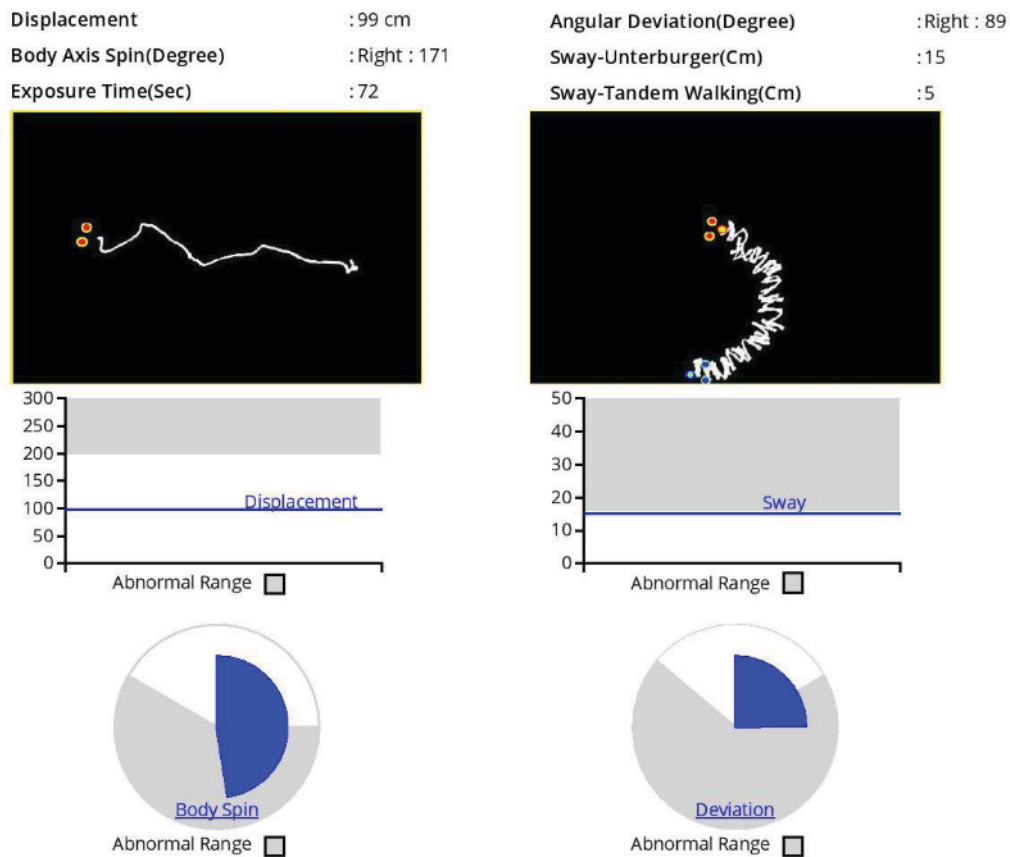 Displacement : 99 cm
Body Axis Spin(Degree) : Right : 171
Exposure Time(Sec) : 72
Angular Deviation(Degree) : Right : 89
Sway-Unterburger(Cm) : 15
Sway-Tandem Walking(Cm) : 5
300
250
200
150
100
50
0
Displacement
Abnormal Range
50
40
30
20
10
0
Sway
Abnormal Range
Body Spin
Abnormal Range
Deviation
Abnormal Range